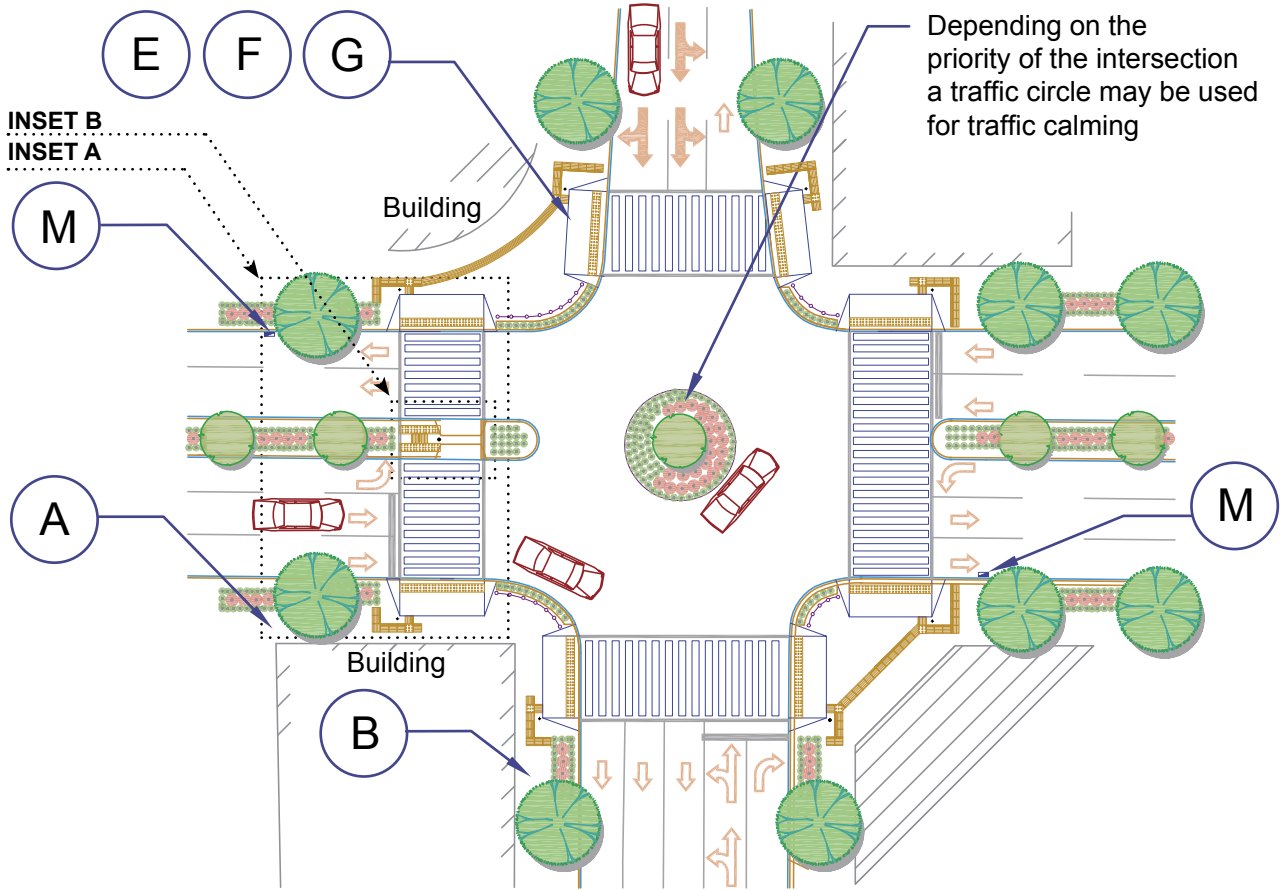 E F G
Depending on the
priority of the intersection
a traffic circle may be used
for traffic calming
INSET B
INSET A
M
Building
A
M
Building
B